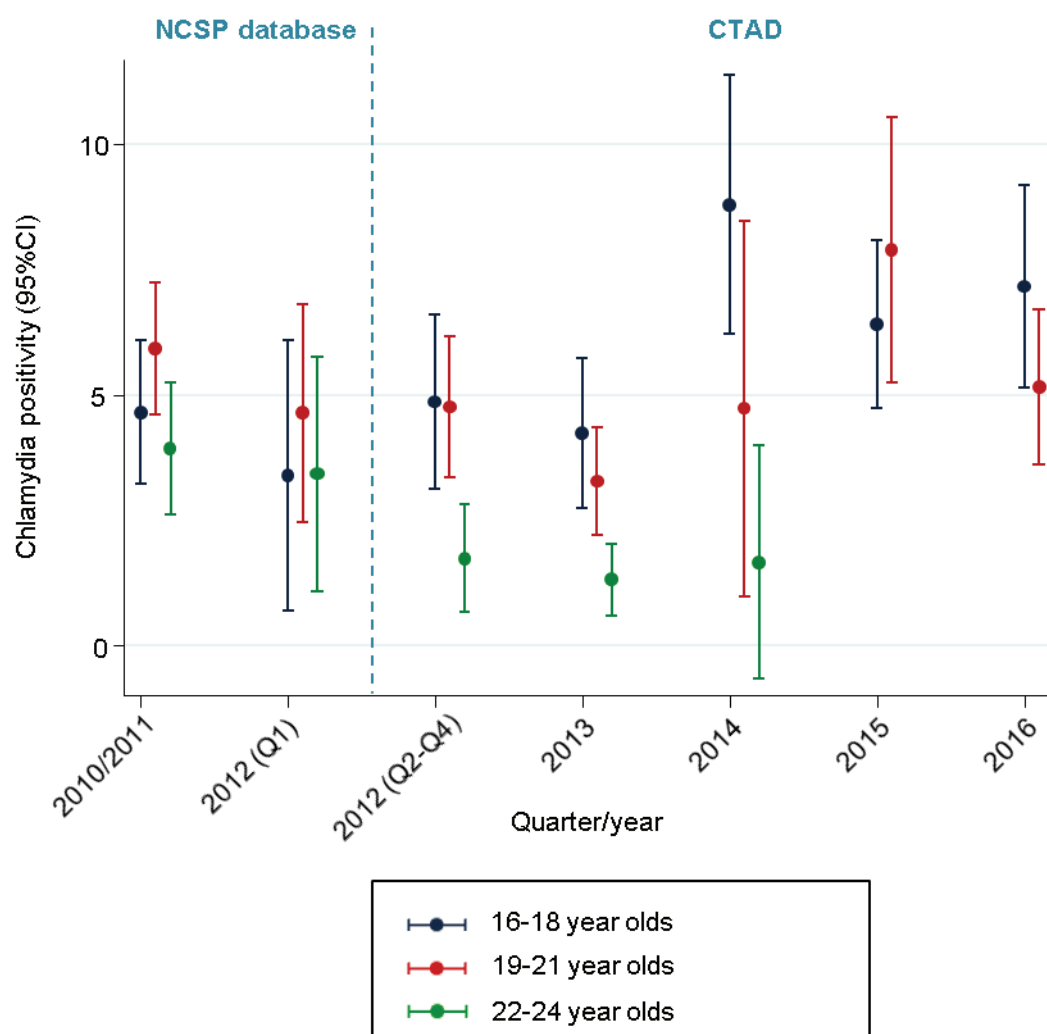 NCSP database CTAD
Chlamydia positivity (95%CI)
10
5
0
2010/2011 2012 (Q1) 2012 (Q2-Q4) 2013 2014 2015 2016
Quarter/year
16-18 year olds
19-21 year olds
22-24 year olds